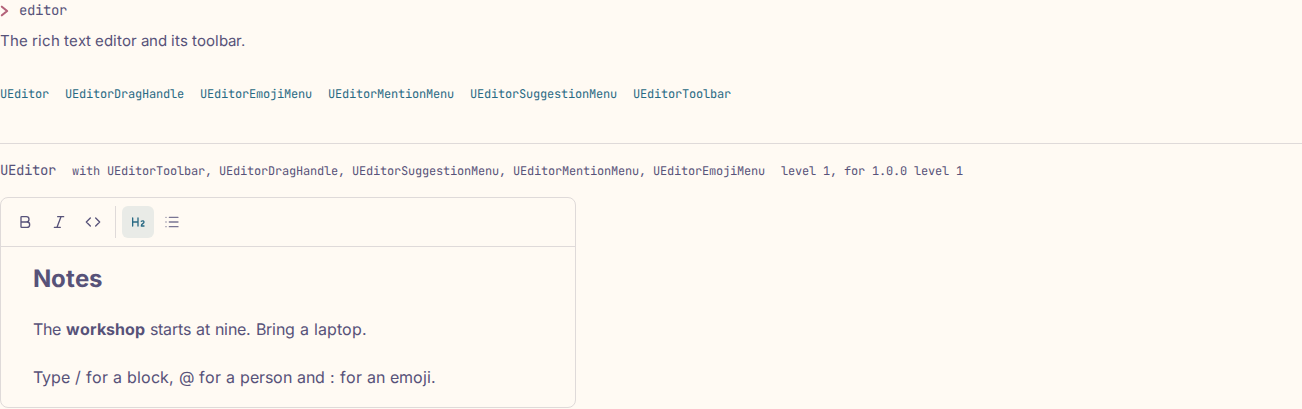 > editor
The rich text editor and its toolbar.
UEditor UEditorDragHandle UEditorEmojiMenu UEditorMentionMenu UEditorSuggestionMenu UEditorToolbar
UEditor with UEditorToolbar, UEditorDragHandle, UEditorSuggestionMenu, UEditorMentionMenu, UEditorEmojiMenu level 1, for 1.0.0 level 1
B I <> H2
Notes
The workshop starts at nine. Bring a laptop.
Type / for a block, @ for a person and : for an emoji.